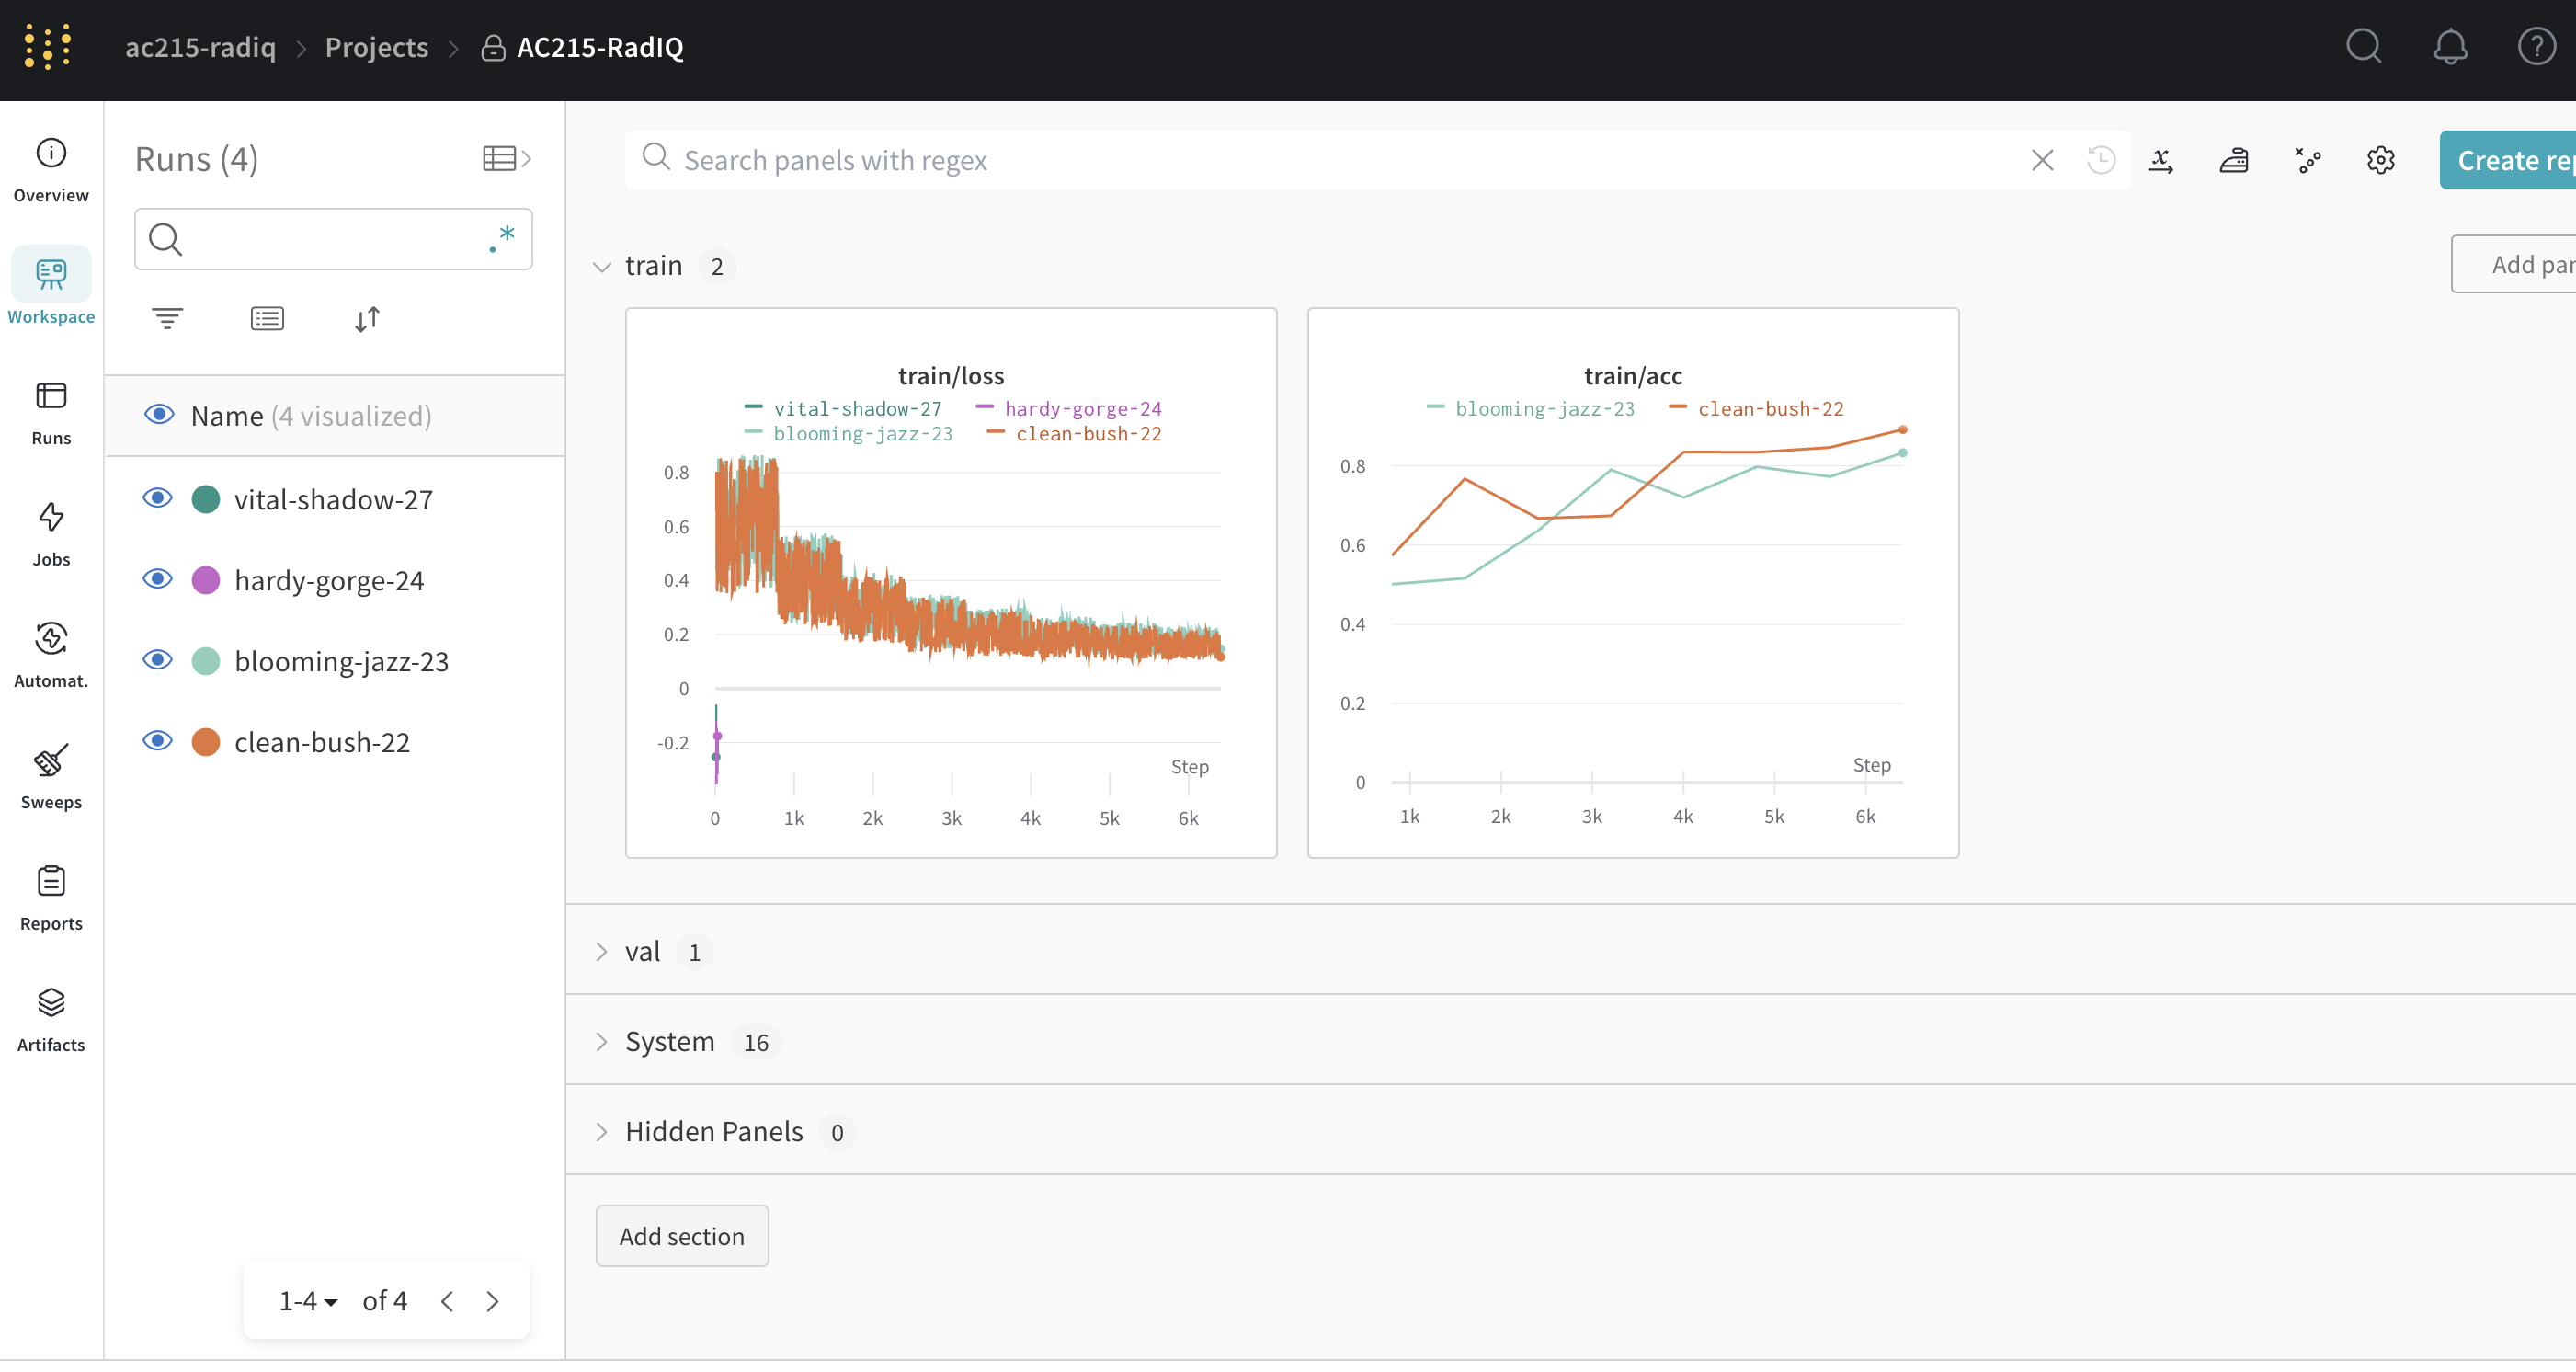 ac215-radiq > Projects > AC215-RadIQ
Overview
Workspace
Runs
Jobs
Automat.
Sweeps
Reports
Artifacts
Runs (4)
.*
Name (4 visualized)
vital-shadow-27
hardy-gorge-24
blooming-jazz-23
clean-bush-22
1-4 of 4
Search panels with regex
Create rep
train 2
Add par
train/loss
vital-shadow-27 hardy-gorge-24
blooming-jazz-23 clean-bush-22
0.8
0.6
0.4
0.2
0
-0.2
Step
0 1k 2k 3k 4k 5k 6k
train/acc
blooming-jazz-23 clean-bush-22
0.8
0.6
0.4
0.2
0
Step
1k 2k 3k 4k 5k 6k
val 1
System 16
Hidden Panels 0
Add section